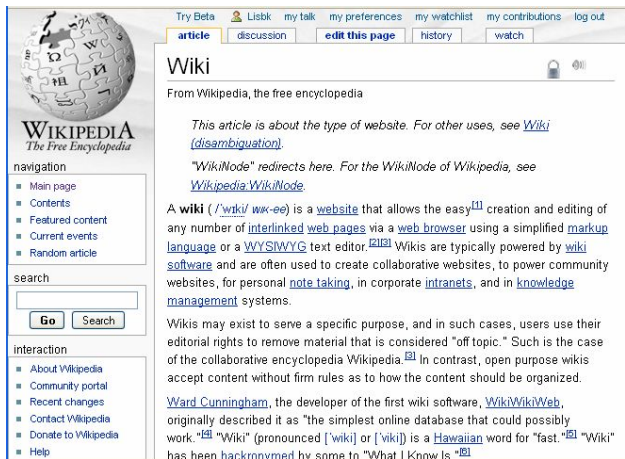 Try Beta Lisbk my talk my preferences my watchlist my contributions log out
article discussion edit this page history watch
WIKIPEDIA
The Free Encyclopedia
navigation
Main page
Contents
Featured content
Current events
Random article
search
Go Search
interaction
About Wikipedia
Community portal
Recent changes
Contact Wikipedia
Donate to Wikipedia
Help
Wiki
From Wikipedia, the free encyclopedia
This article is about the type of website. For other uses, see Wiki
(disambiguation).
"WikiNode" redirects here. For the WikiNode of Wikipedia, see
Wikipedia:WikiNode.
A wiki ( /ˈwɪki/ WIK-ee) is a website that allows the easy[1] creation and editing of
any number of interlinked web pages via a web browser using a simplified markup
language or a WYSIWYG text editor.[2][3] Wikis are typically powered by wiki
software and are often used to create collaborative websites, to power community
websites, for personal note taking, in corporate intranets, and in knowledge
management systems.
Wikis may exist to serve a specific purpose, and in such cases, users use their
editorial rights to remove material that is considered "off topic." Such is the case
of the collaborative encyclopedia Wikipedia.[3] In contrast, open purpose wikis
accept content without firm rules as to how the content should be organized.
Ward Cunningham, the developer of the first wiki software, WikiWikiWeb,
originally described it as "the simplest online database that could possibly
work."[4] "Wiki" (pronounced ['wiki] or ['viki]) is a Hawaiian word for "fast."[5] "Wiki"
has been backronymed by some to "What I Know Is."[6]